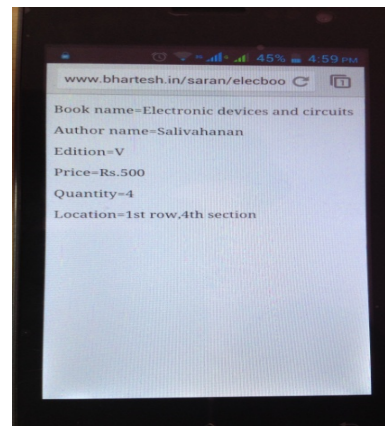 45% 4:59 PM
www.bhartesh.in/saran/elecboo 1
Book name=Electronic devices and circuits
Author name=Salivahanan
Edition=V
Price=Rs.500
Quantity=4
Location=1st row,4th section